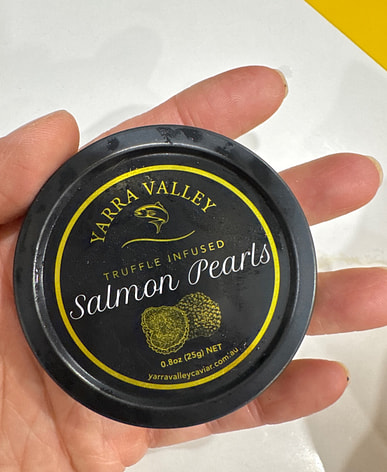 YARRA VALLEY
TRUFFLE INFUSED
Salmon Pearls
0.8oz (25g) NET
yarravalleycaviar.com.au